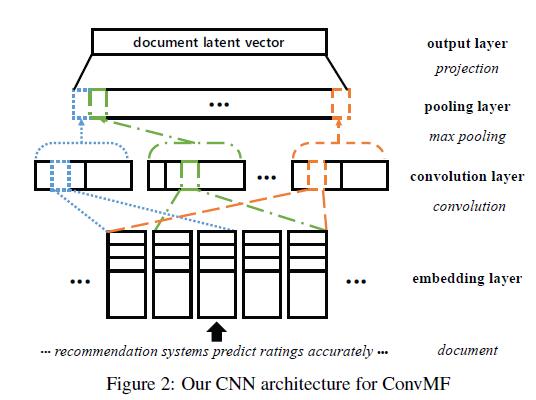 document latent vector
output layer
projection
...
pooling layer
max pooling
...
convolution layer
convolution
...
...
embedding layer
... recommendation systems predict ratings accurately ...
document
Figure 2: Our CNN architecture for ConvMF